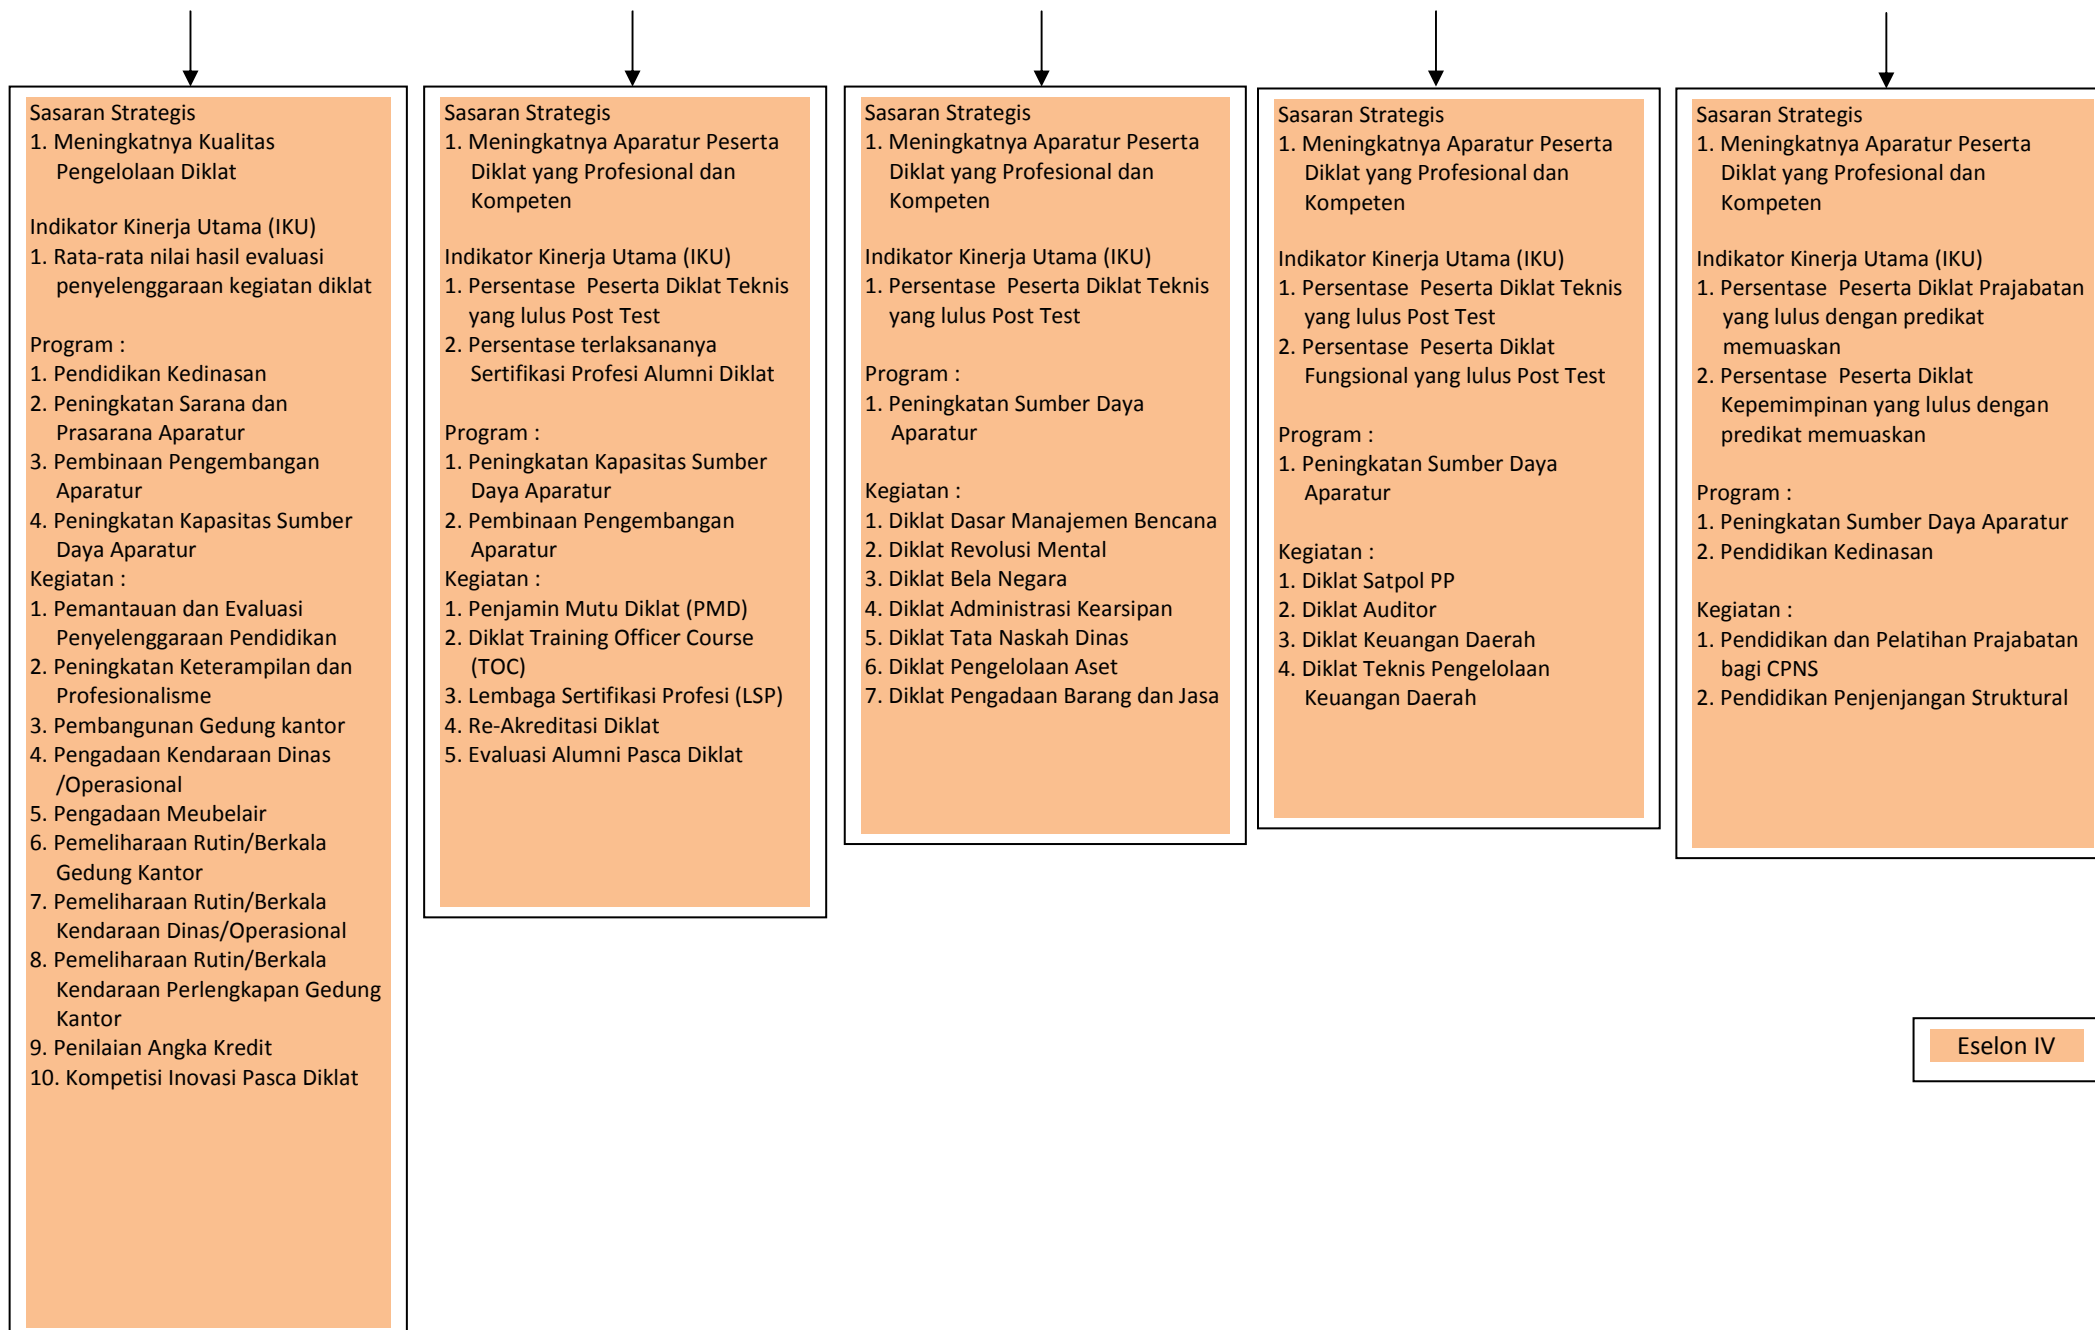 Sasaran Strategis
1. Meningkatnya Kualitas
Pengelolaan Diklat
Indikator Kinerja Utama (IKU)
1. Rata-rata nilai hasil evaluasi
penyelenggaraan kegiatan diklat
Program :
1. Pendidikan Kedinasan
2. Peningkatan Sarana dan
Prasarana Aparatur
3. Pembinaan Pengembangan
Aparatur
4. Peningkatan Kapasitas Sumber
Daya Aparatur
Kegiatan :
1. Pemantauan dan Evaluasi
Penyelenggaraan Pendidikan
2. Peningkatan Keterampilan dan
Profesionalisme
3. Pembangunan Gedung kantor
4. Pengadaan Kendaraan Dinas
/Operasional
5. Pengadaan Meubelair
6. Pemeliharaan Rutin/Berkala
Gedung Kantor
7. Pemeliharaan Rutin/Berkala
Kendaraan Dinas/Operasional
8. Pemeliharaan Rutin/Berkala
Kendaraan Perlengkapan Gedung
Kantor
9. Penilaian Angka Kredit
10. Kompetisi Inovasi Pasca Diklat
Sasaran Strategis
1. Meningkatnya Aparatur Peserta
Diklat yang Profesional dan
Kompeten
Indikator Kinerja Utama (IKU)
1. Persentase  Peserta Diklat Teknis
yang lulus Post Test
2. Persentase terlaksananya
Sertifikasi Profesi Alumni Diklat
Program :
1. Peningkatan Kapasitas Sumber
Daya Aparatur
2. Pembinaan Pengembangan
Aparatur
Kegiatan :
1. Penjamin Mutu Diklat (PMD)
2. Diklat Training Officer Course
(TOC)
3. Lembaga Sertifikasi Profesi (LSP)
4. Re-Akreditasi Diklat
5. Evaluasi Alumni Pasca Diklat
Sasaran Strategis
1. Meningkatnya Aparatur Peserta
Diklat yang Profesional dan
Kompeten
Indikator Kinerja Utama (IKU)
1. Persentase  Peserta Diklat Teknis
yang lulus Post Test
Program :
1. Peningkatan Sumber Daya
Aparatur
Kegiatan :
1. Diklat Dasar Manajemen Bencana
2. Diklat Revolusi Mental
3. Diklat Bela Negara
4. Diklat Administrasi Kearsipan
5. Diklat Tata Naskah Dinas
6. Diklat Pengelolaan Aset
7. Diklat Pengadaan Barang dan Jasa
Sasaran Strategis
1. Meningkatnya Aparatur Peserta
Diklat yang Profesional dan
Kompeten
Indikator Kinerja Utama (IKU)
1. Persentase  Peserta Diklat Teknis
yang lulus Post Test
2. Persentase  Peserta Diklat
Fungsional yang lulus Post Test
Program :
1. Peningkatan Sumber Daya
Aparatur
Kegiatan :
1. Diklat Satpol PP
2. Diklat Auditor
3. Diklat Keuangan Daerah
4. Diklat Teknis Pengelolaan
Keuangan Daerah
Sasaran Strategis
1. Meningkatnya Aparatur Peserta
Diklat yang Profesional dan
Kompeten
Indikator Kinerja Utama (IKU)
1. Persentase  Peserta Diklat Prajabatan
yang lulus dengan predikat
memuaskan
2. Persentase  Peserta Diklat
Kepemimpinan yang lulus dengan
predikat memuaskan
Program :
1. Peningkatan Sumber Daya Aparatur
2. Pendidikan Kedinasan
Kegiatan :
1. Pendidikan dan Pelatihan Prajabatan
bagi CPNS
2. Pendidikan Penjenjangan Struktural
Eselon IV